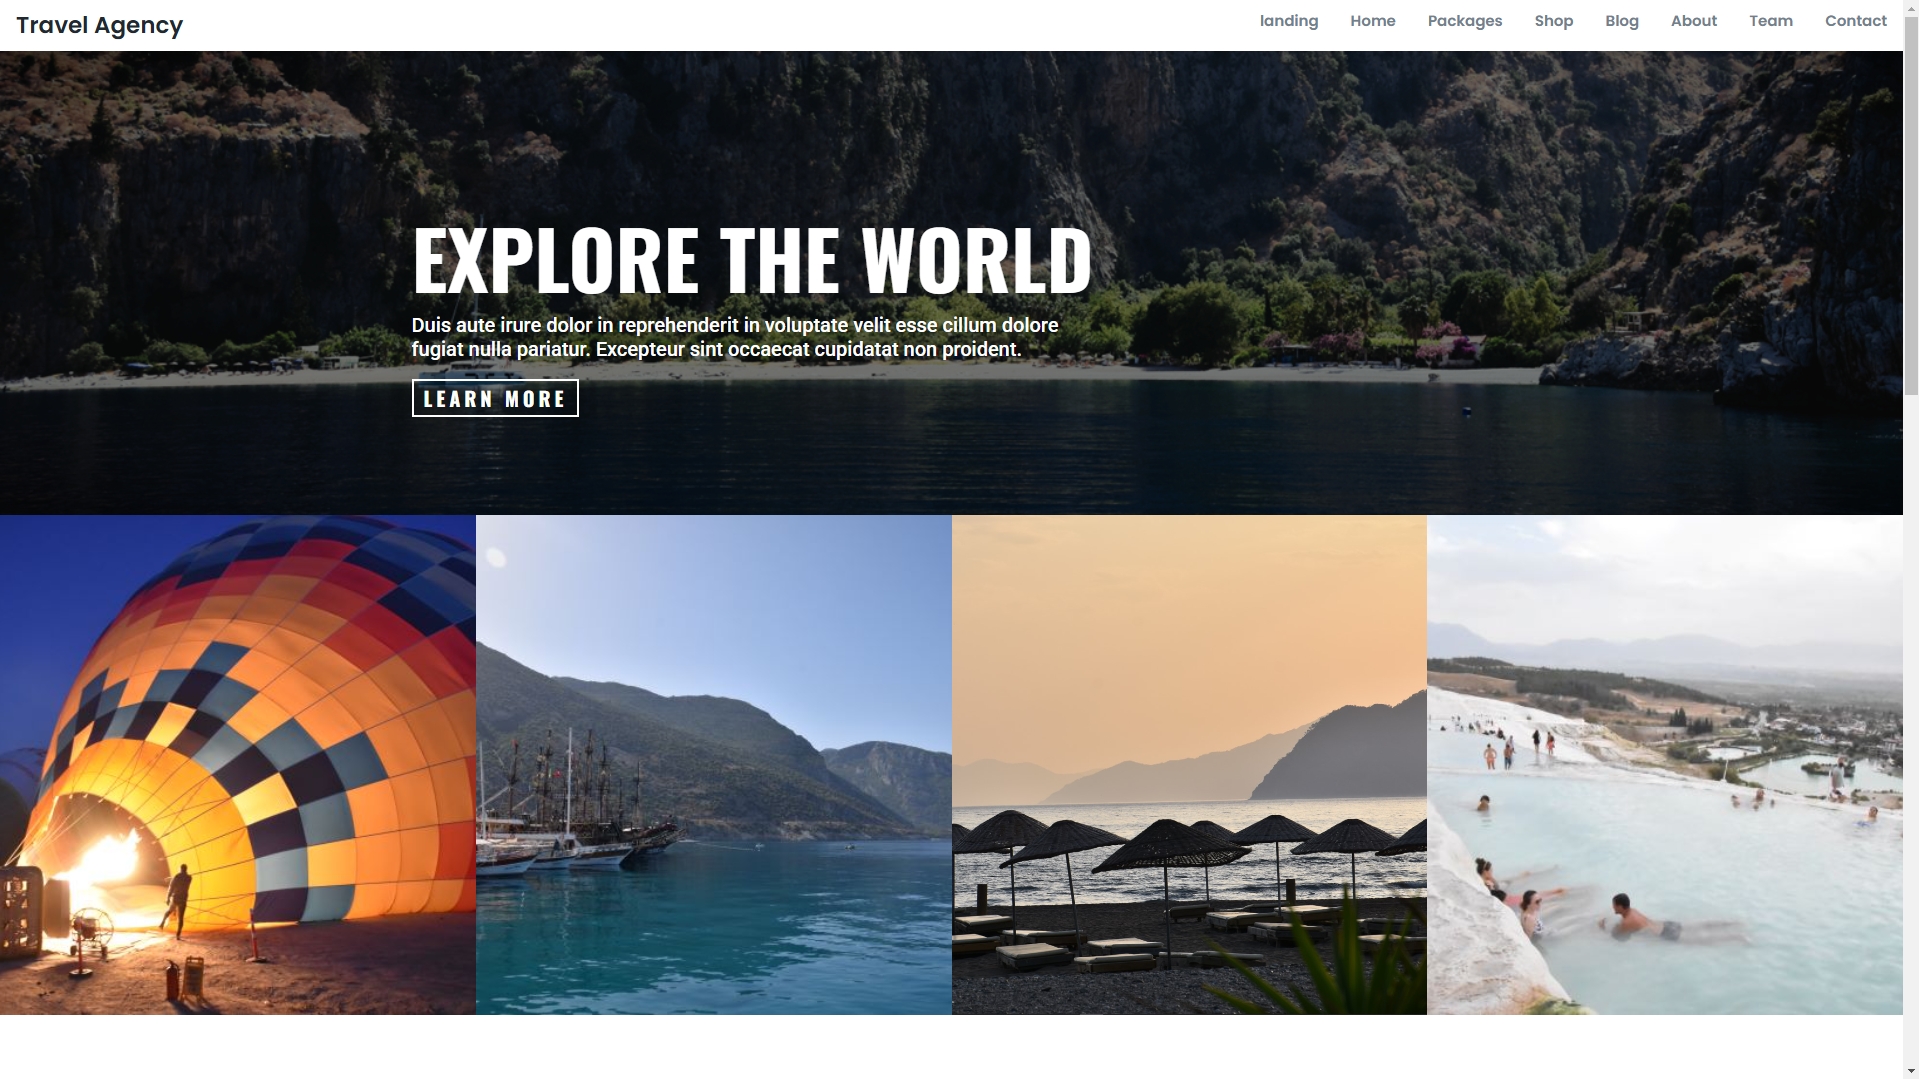 Travel Agency
landing Home Packages Shop Blog About Team Contact
EXPLORE THE WORLD
Duis aute irure dolor in reprehenderit in voluptate velit esse cillum dolore
fugiat nulla pariatur. Excepteur sint occaecat cupidatat non proident.
LEARN MORE